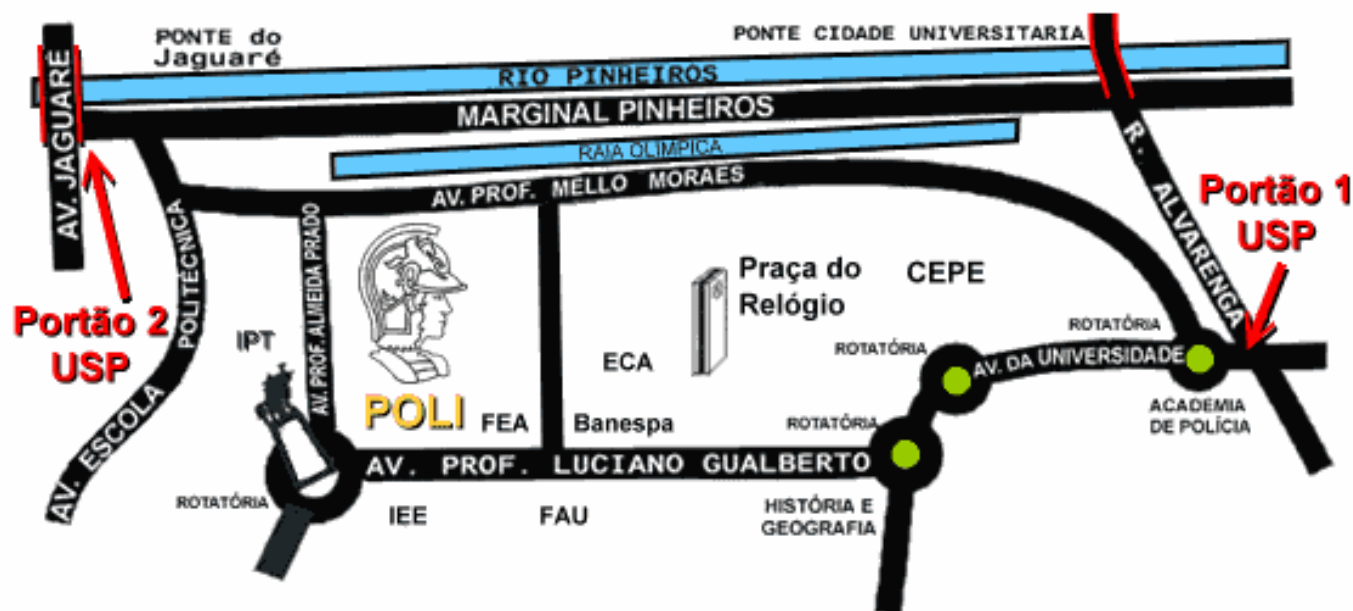 PONTE do
Jaguaré
PONTE CIDADE UNIVERSITARIA
RIO PINHEIROS
MARGINAL PINHEIROS
RAIA OLIMPICA
AV. JAGUARÉ
AV. PROF. MELLO MORAES
R. ALVARENGA
Portão 1
USP
Portão 2
USP
AV. ESCOLA POLITÉCNICA
AV. PROF. ALMEIDA PRADO
IPT
POLI
FEA
ECA
Banespa
Praça do
Relógio
CEPE
ROTATÓRIA
ROTATÓRIA
AV. DA UNIVERSIDADE
ACADEMIA
DE POLÍCIA
ROTATÓRIA
AV. PROF. LUCIANO GUALBERTO
ROTATÓRIA
IEE
FAU
HISTÓRIA E
GEOGRAFIA